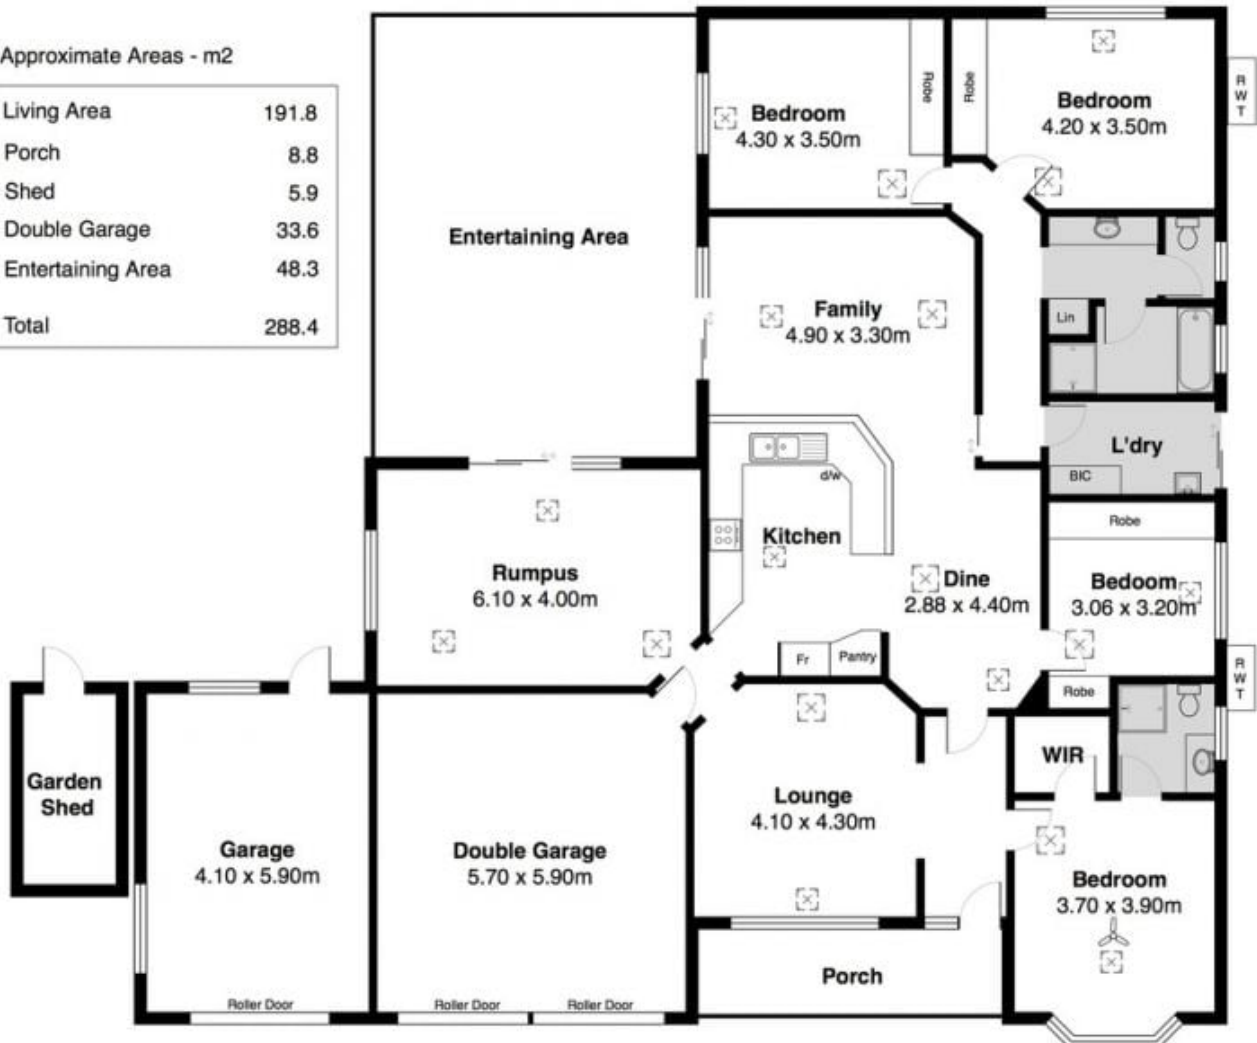 Approximate Areas - m2
Living Area 191.8
Porch 8.8
Shed 5.9
Double Garage 33.6
Entertaining Area 48.3
Total 288.4
Entertaining Area
Bedroom
4.30 x 3.50m
Robe
Robe
Bedroom
4.20 x 3.50m
RWT
Family
4.90 x 3.30m
Lin
L'dry
BIC
d/w
Kitchen
Rumpus
6.10 x 4.00m
Dine
2.88 x 4.40m
Robe
Bedoom
3.06 x 3.20m
Fr
Pantry
Robe
RWT
WIR
Garden
Shed
Garage
4.10 x 5.90m
Double Garage
5.70 x 5.90m
Lounge
4.10 x 4.30m
Bedroom
3.70 x 3.90m
Porch
Roller Door
Roller Door
Roller Door